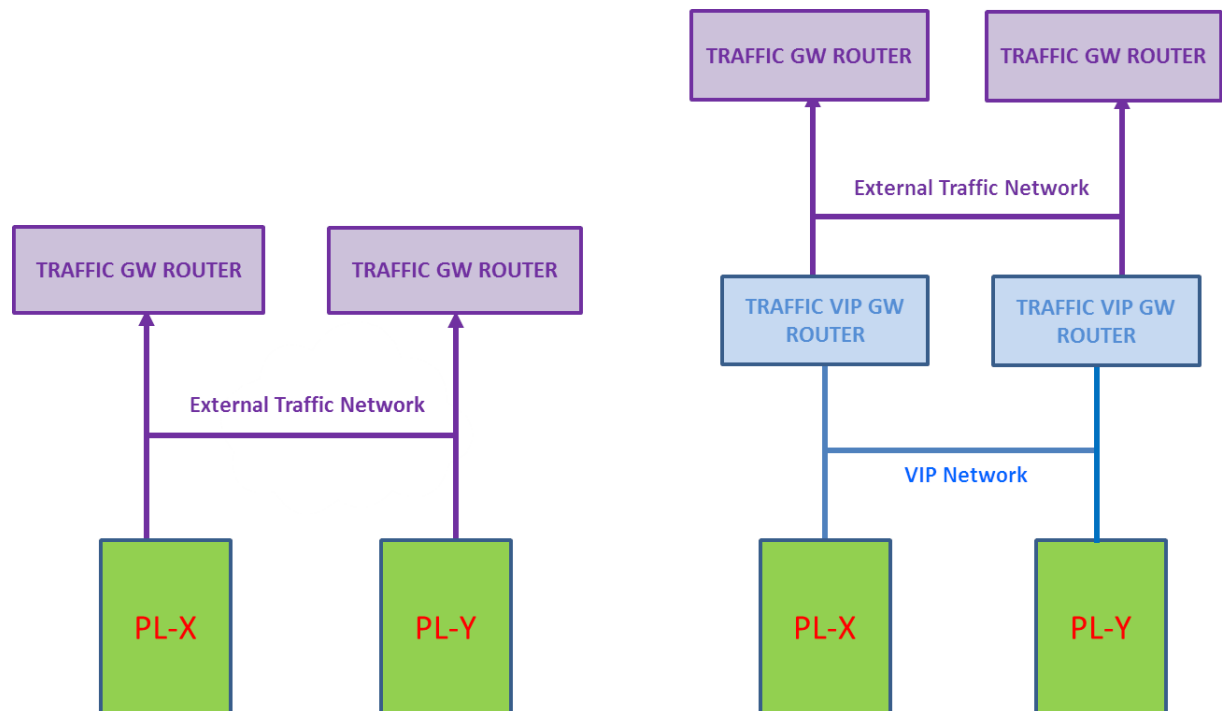 TRAFFIC GW ROUTER
TRAFFIC GW ROUTER
External Traffic Network
PL-X
PL-Y
TRAFFIC GW ROUTER
TRAFFIC GW ROUTER
External Traffic Network
TRAFFIC VIP GW
ROUTER
TRAFFIC VIP GW
ROUTER
VIP Network
PL-X
PL-Y